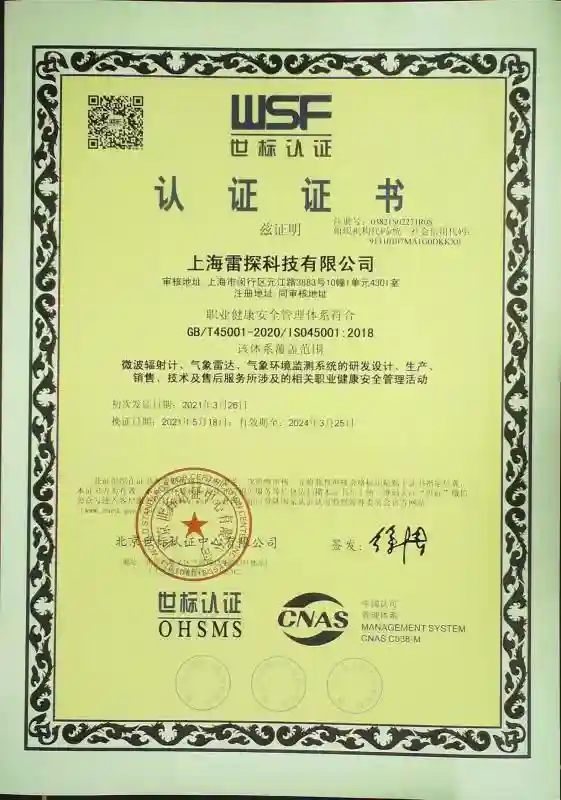 WSF
世标认证
认证证书
兹证明
注册号：03821S02271R0S
组织机构代码/统一社会信用代码：
上海雷探科技有限公司
审核地址 上海市闵行区元江路3883号10幢1单元4301室
注册地址 同审核地址
职业健康安全管理体系符合
GB/T45001-2020/ISO45001:2018
该体系覆盖范围
微波辐射计、气象雷达、气象环境监测系统的研发设计、生产、
销售、技术及售后服务所涉及的相关职业健康安全管理活动
初次发证日期：2021年3月26日
换证日期：2021年5月18日；有效期至：2024年3月25日
北京世标认证中心有限公司
签发：
世标认证
OHSMS
CNAS
中国认可
管理体系
MANAGEMENT SYSTEM
CNAS C038-M